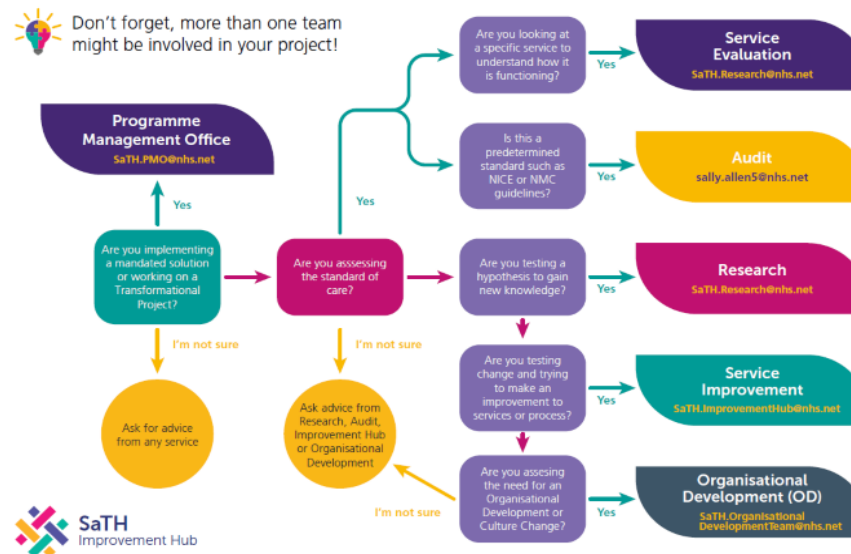 Don't forget, more than one team
might be involved in your project!
Programme
Management Office
SaTH.PMO@nhs.net
Yes
Are you implementing
a mandated solution
or working on a
Transformational
Project?
I'm not sure
Ask for advice
from any service
Are you asssessing
the standard of
care?
Yes
I'm not sure
Ask advice from
Research, Audit,
Improvement Hub
or Organisational
Development
Are you looking at
a specific service to
understand how it
is functioning?
Yes
Service
Evaluation
SaTH.Research@nhs.net
Is this a
predetermined
standard such as
NICE or NMC
guidelines?
Yes
Audit
sally.allen5@nhs.net
Are you testing a
hypothesis to gain
new knowledge?
Yes
Research
SaTH.Research@nhs.net
Are you testing
change and trying
to make an
improvement to
services or process?
Yes
Service
Improvement
SaTH.ImprovementHub@nhs.net
Are you assesing
the need for an
Organisational
Development or
Culture Change?
I'm not sure
Yes
Organisational
Development (OD)
SaTH.Organisational
DevelopmentTeam@nhs.net
SaTH
Improvement Hub